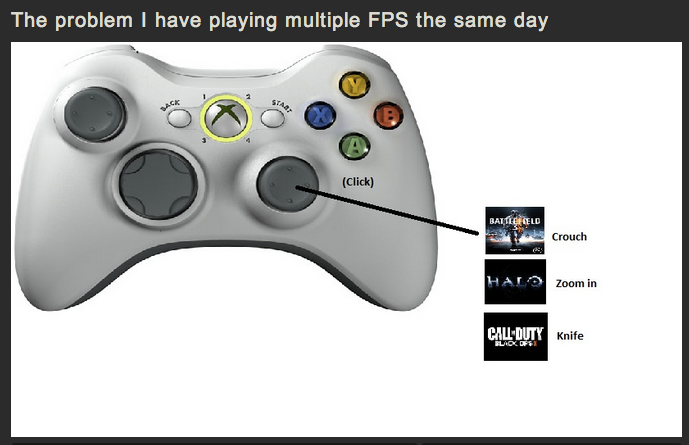 The problem I have playing multiple FPS the same day
BACK
1 2
START
3 4
Y
X
B
A
(Click)
BATTLEFIELD
Crouch
HALO
Zoom in
CALL OF DUTY
BLACK OPS II
Knife